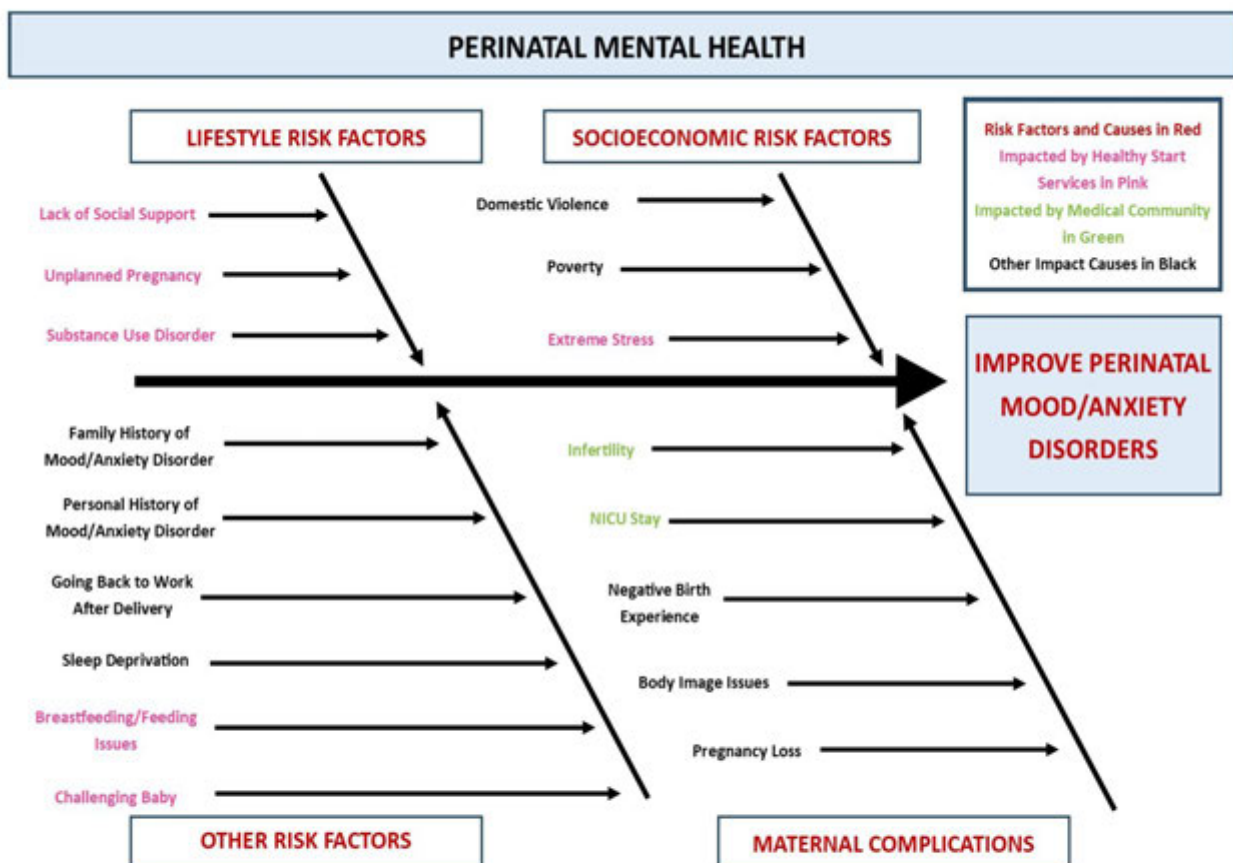 PERINATAL MENTAL HEALTH
LIFESTYLE RISK FACTORS
Lack of Social Support
Unplanned Pregnancy
Substance Use Disorder
SOCIOECONOMIC RISK FACTORS
Domestic Violence
Poverty
Extreme Stress
Risk Factors and Causes in Red
Impacted by Healthy Start
Services in Pink
Impacted by Medical Community
in Green
Other Impact Causes in Black
IMPROVE PERINATAL
MOOD/ANXIETY
DISORDERS
Family History of
Mood/Anxiety Disorder
Personal History of
Mood/Anxiety Disorder
Going Back to Work
After Delivery
Sleep Deprivation
Breastfeeding/Feeding
Issues
Challenging Baby
OTHER RISK FACTORS
Infertility
NICU Stay
Negative Birth
Experience
Body Image Issues
Pregnancy Loss
MATERNAL COMPLICATIONS